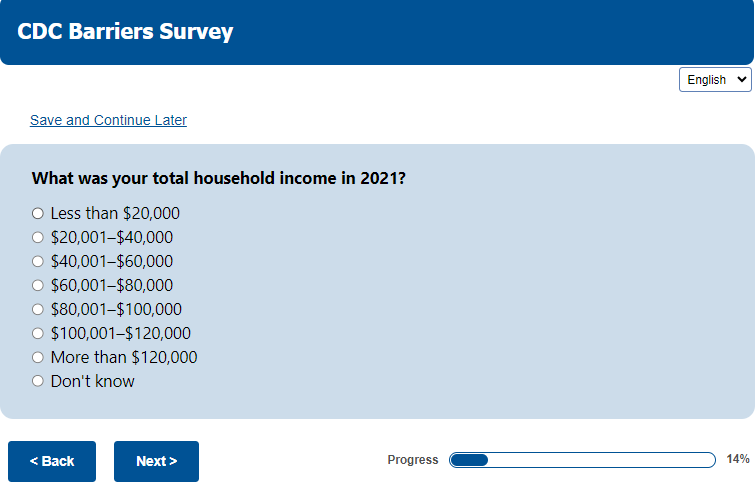 CDC Barriers Survey
English
Save and Continue Later
What was your total household income in 2021?
Less than $20,000
$20,001–$40,000
$40,001–$60,000
$60,001–$80,000
$80,001–$100,000
$100,001–$120,000
More than $120,000
Don't know
< Back
Next >
Progress
14%